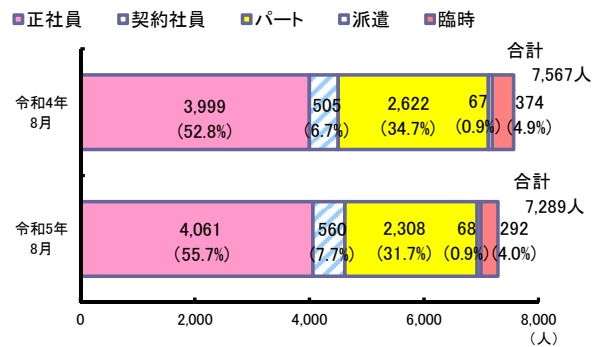 正社員 契約社員 パート 派遣 臨時
合計
7,567人
令和4年
8月
3,999 505 2,622 67 374
(52.8%) (6.7%) (34.7%) (0.9%) (4.9%)
合計
7,289人
令和5年
8月
4,061 560 2,308 68 292
(55.7%) (7.7%) (31.7%) (0.9%) (4.0%)
0 2,000 4,000 6,000 8,000
(人)